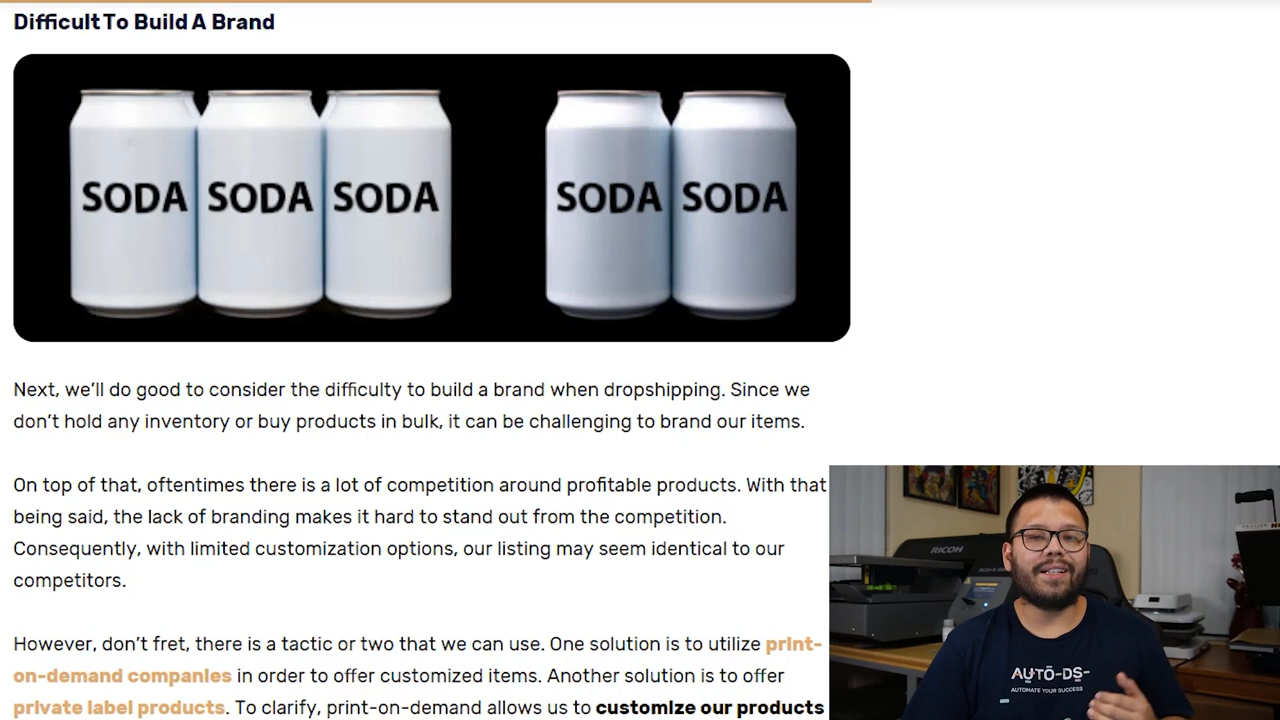 Difficult To Build A Brand
SODA SODA SODA SODA SODA
Next, we'll do good to consider the difficulty to build a brand when dropshipping. Since we
don't hold any inventory or buy products in bulk, it can be challenging to brand our items.
On top of that, oftentimes there is a lot of competition around profitable products. With that
being said, the lack of branding makes it hard to stand out from the competition.
Consequently, with limited customization options, our listing may seem identical to our
competitors.
However, don't fret, there is a tactic or two that we can use. One solution is to utilize print-
on-demand companies in order to offer customized items. Another solution is to offer
private label products. To clarify, print-on-demand allows us to customize our products
RICOH
AUTO-DS-
AUTOMATE YOUR SUCCESS